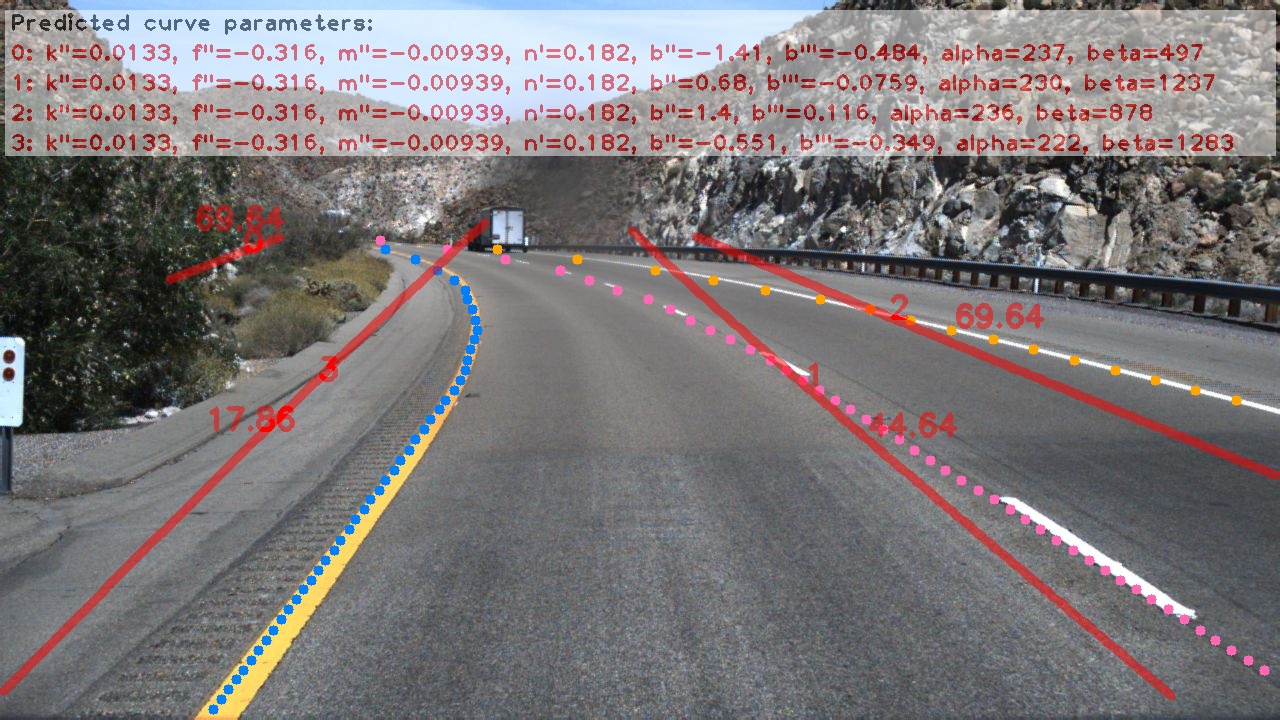 Predicted curve parameters:
0: k''=0.0133, f''=-0.316, m''=-0.00939, n'=0.182, b''=-1.41, b'''=-0.484, alpha=237, beta=497
1: k''=0.0133, f''=-0.316, m''=-0.00939, n'=0.182, b''=0.68, b'''=-0.0759, alpha=230, beta=1237
2: k''=0.0133, f''=-0.316, m''=-0.00939, n'=0.182, b''=1.4, b'''=0.116, alpha=236, beta=878
3: k''=0.0133, f''=-0.316, m''=-0.00939, n'=0.182, b''=-0.551, b'''=-0.349, alpha=222, beta=1283
69.64
0
2
69.64
3
1
17.86
44.64